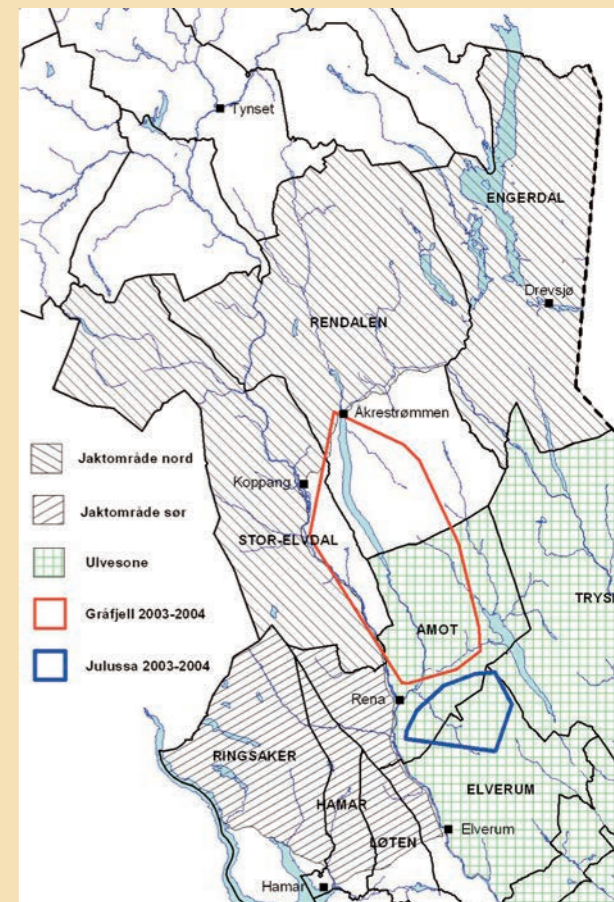 Tynset
ENGERDAL
Drevsjø
RENDALEN
Åkrestrømmen
Jaktområde nord
Koppang
Jaktområde sør
STOR-ELVDAL
Ulvesone
TRYSI
Gråfjell 2003-2004
AMOT
Julussa 2003-2004
Rena
RINGSAKER
ELVERUM
HAMAR
Elverum
LØTEN
Hamar